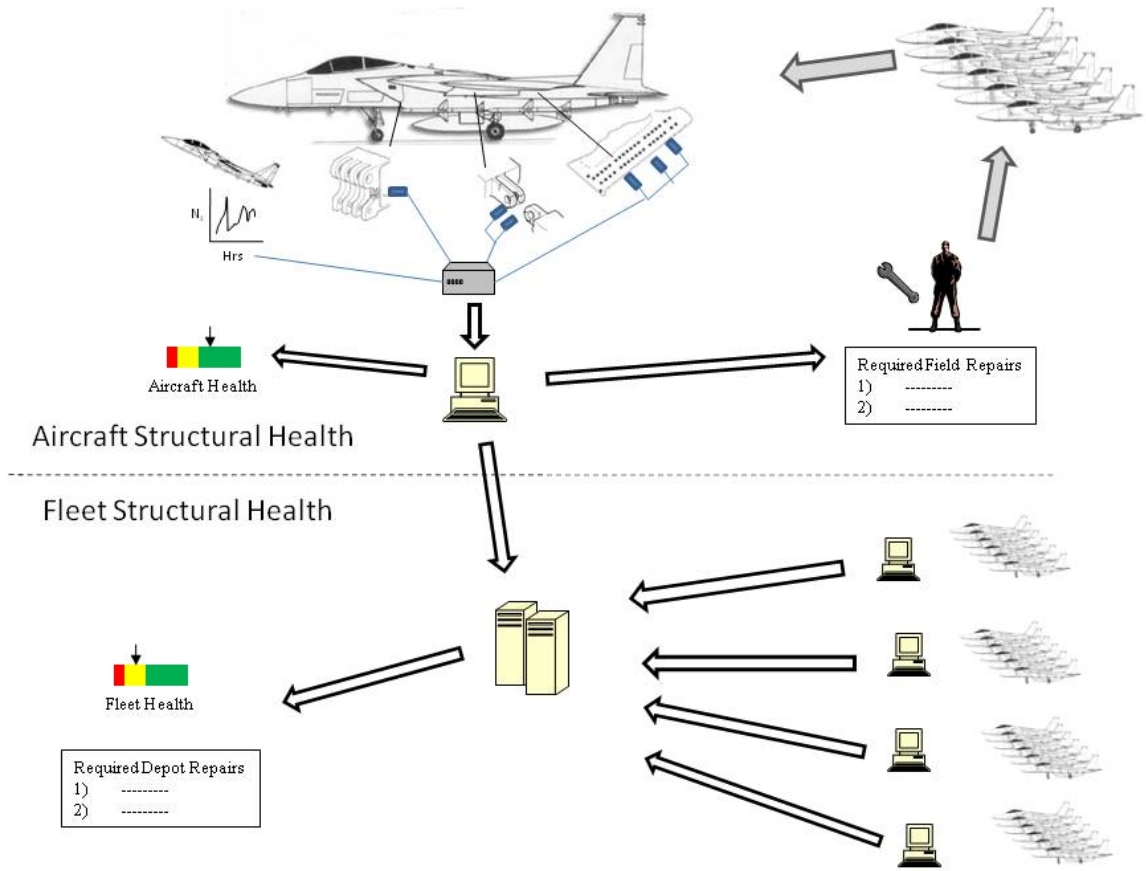 N_z
Hrs
Aircraft Health
Required Field Repairs
1) ---------
2) ---------
Aircraft Structural Health
Fleet Structural Health
Fleet Health
Required Depot Repairs
1) ---------
2) ---------